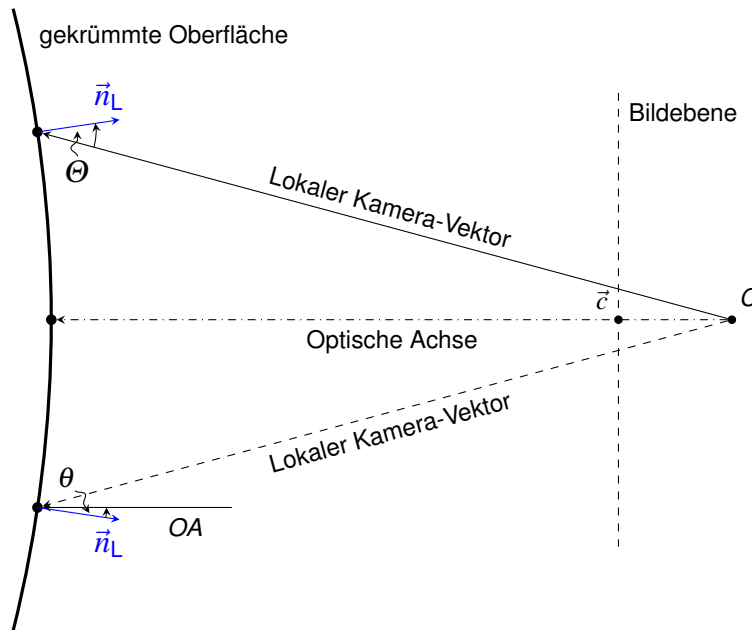 gekrümmte Oberfläche
n⃗L
Bildebene
Θ
Lokaler Kamera-Vektor
c⃗
O
Optische Achse
Lokaler Kamera-Vektor
θ
OA
n⃗L